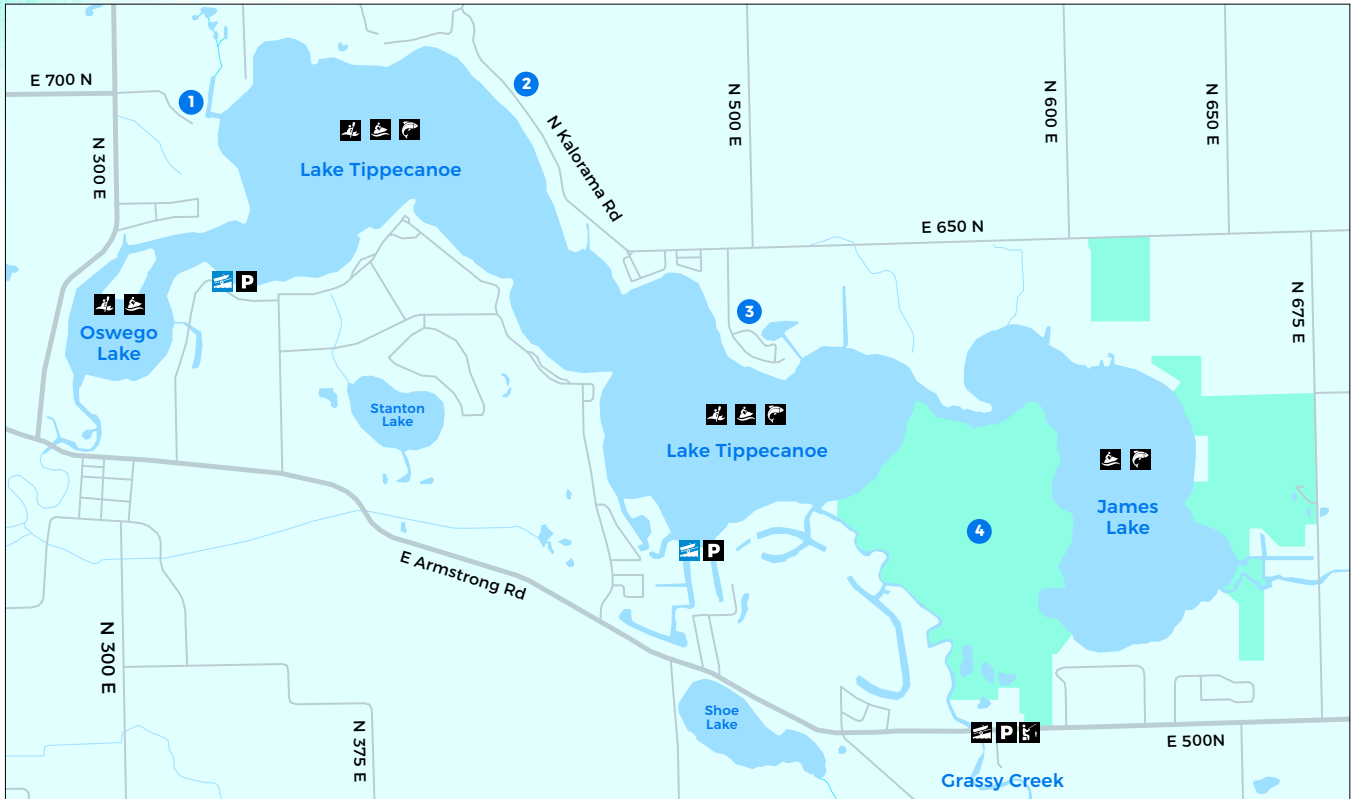 E 700 N
1
2
N 300 E
N Kalorama Rd
N 500 E
N 600 E
N 650 E
Lake Tippecanoe
E 650 N
P
N 675 E
3
Oswego
Lake
Stanton
Lake
Lake Tippecanoe
James
Lake
4
P
E Armstrong Rd
N 300 E
N 375 E
Shoe
Lake
P
E 500N
Grassy Creek